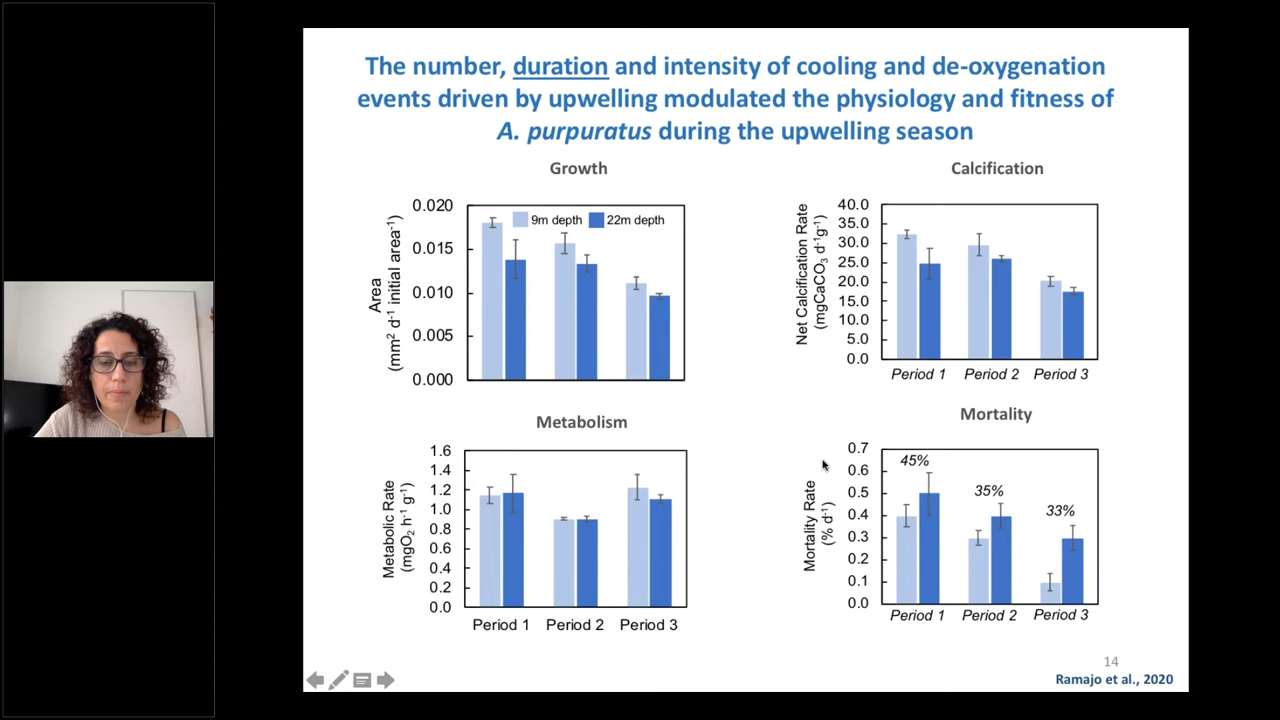 The number, duration and intensity of cooling and de-oxygenation
events driven by upwelling modulated the physiology and fitness of
A. purpuratus during the upwelling season
Growth
0.020
0.015
0.010
0.005
0.000
Area
(mm² d⁻¹ initial area⁻¹)
9m depth 22m depth
Calcification
40.0
35.0
30.0
25.0
20.0
15.0
10.0
5.0
0.0
Net Calcification Rate
(mgCaCO₃ d⁻¹g⁻¹)
Period 1 Period 2 Period 3
Metabolism
1.6
1.4
1.2
1.0
0.8
0.6
0.4
0.2
0.0
Metabolic Rate
(mgO₂ h⁻¹ g⁻¹)
Period 1 Period 2 Period 3
Mortality
0.7
0.6
0.5
0.4
0.3
0.2
0.1
0.0
Mortality Rate
(% d⁻¹)
45%
35%
33%
Period 1 Period 2 Period 3
14
Ramajo et al., 2020